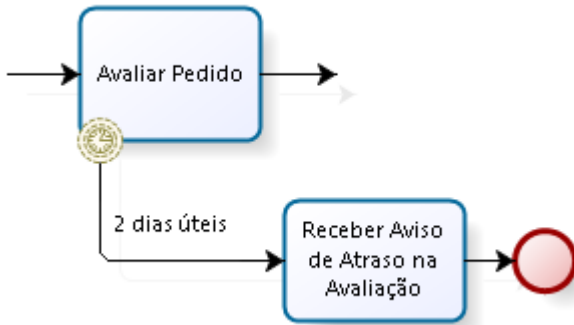 Avaliar Pedido
2 dias úteis
Receber Aviso
de Atraso na
Avaliação